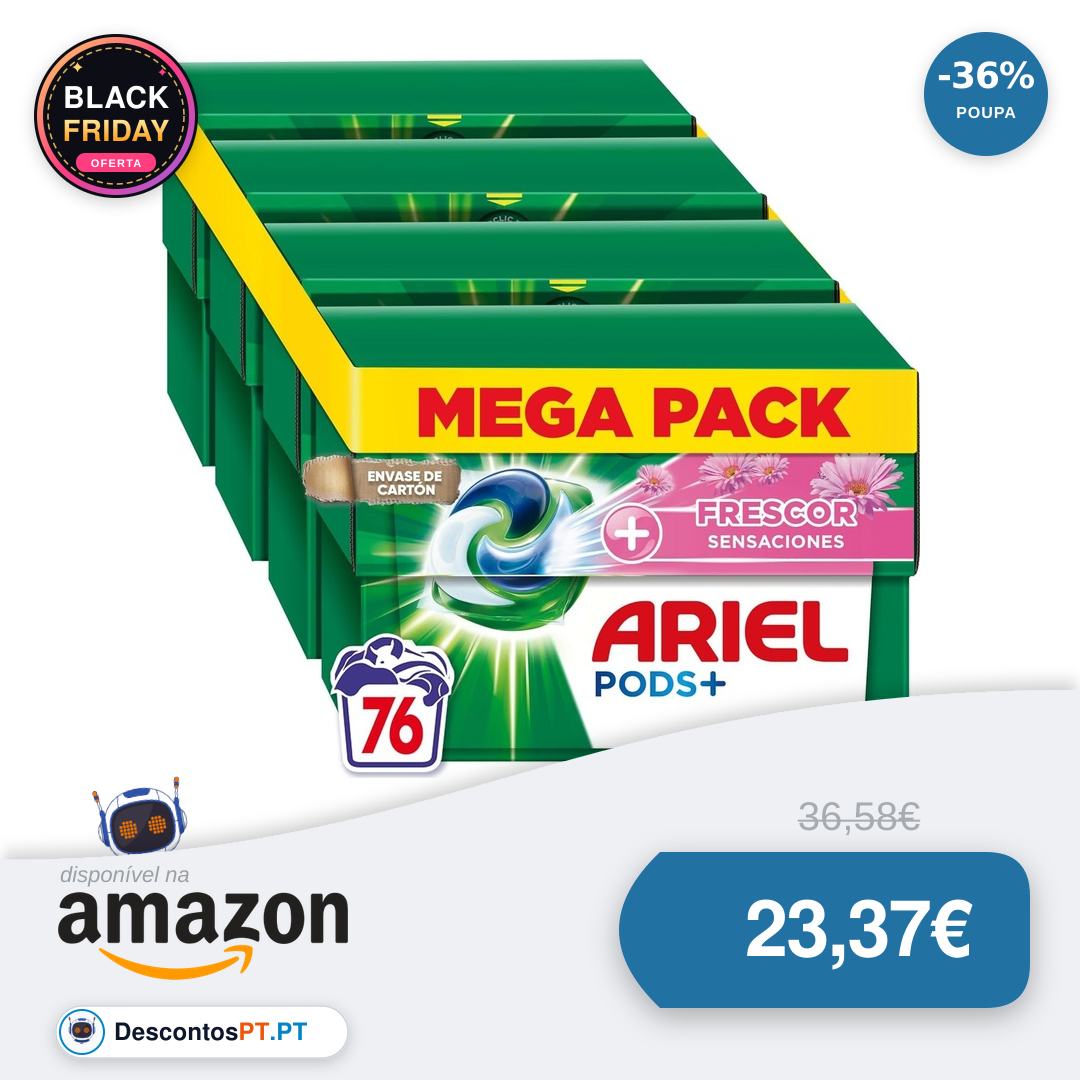 BLACK
FRIDAY
OFERTA
-36%
POUPA
MEGA PACK
ENVASE DE
CARTÓN
FRESCOR
SENSACIONES
ARIEL
PODS+
76
36,58€
disponível na
amazon
23,37€
DescontosPT.PT